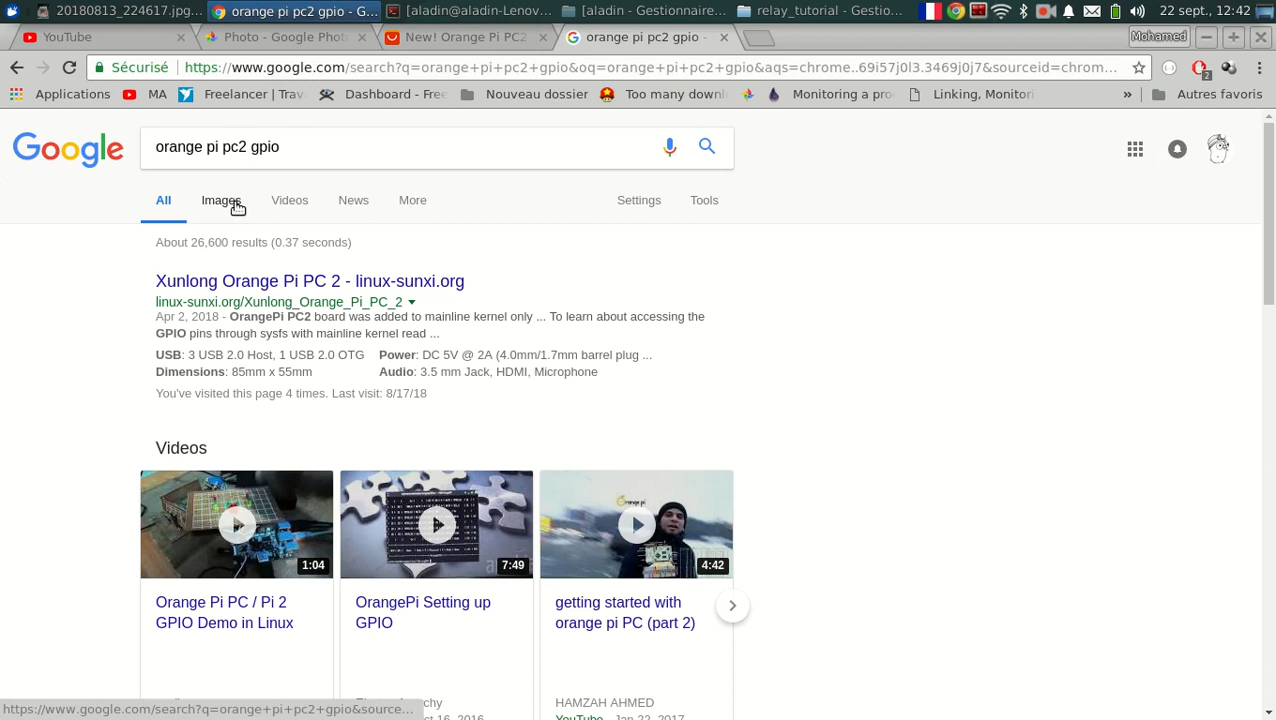 20180813_224617.jpg...
orange pi pc2 gpio - G...
[aladin@aladin-Lenov...
[aladin - Gestionnaire...
relay_tutorial - Gestio...
22 sept., 12:42
YouTube
Photo - Google Phot
New! Orange Pi PC2
orange pi pc2 gpio -
Mohamed
Sécurisé
https://www.google.com/search?q=orange+pi+pc2+gpio&oq=orange+pi+pc2+gpio&aqs=chrome..69i57j0l3.3469j0j7&sourceid=chrom...
2
Applications
MA
Freelancer | Trav
Dashboard - Free
Nouveau dossier
Too many downl
Monitoring a pro
Linking, Monitori
»
Autres favoris
Google
orange pi pc2 gpio
All
Images
Videos
News
More
Settings
Tools
About 26,600 results (0.37 seconds)
Xunlong Orange Pi PC 2 - linux-sunxi.org
linux-sunxi.org/Xunlong_Orange_Pi_PC_2
Apr 2, 2018 - OrangePi PC2 board was added to mainline kernel only ... To learn about accessing the
GPIO pins through sysfs with mainline kernel read ...
USB: 3 USB 2.0 Host, 1 USB 2.0 OTG
Power: DC 5V @ 2A (4.0mm/1.7mm barrel plug ...
Dimensions: 85mm x 55mm
Audio: 3.5 mm Jack, HDMI, Microphone
You've visited this page 4 times. Last visit: 8/17/18
Videos
1:04
7:49
4:42
Orange Pi PC / Pi 2
GPIO Demo in Linux
OrangePi Setting up
GPIO
getting started with
orange pi PC (part 2)
HAMZAH AHMED
YouTube - Jan 22, 2017
https://www.google.com/search?q=orange+pi+pc2+gpio&source...